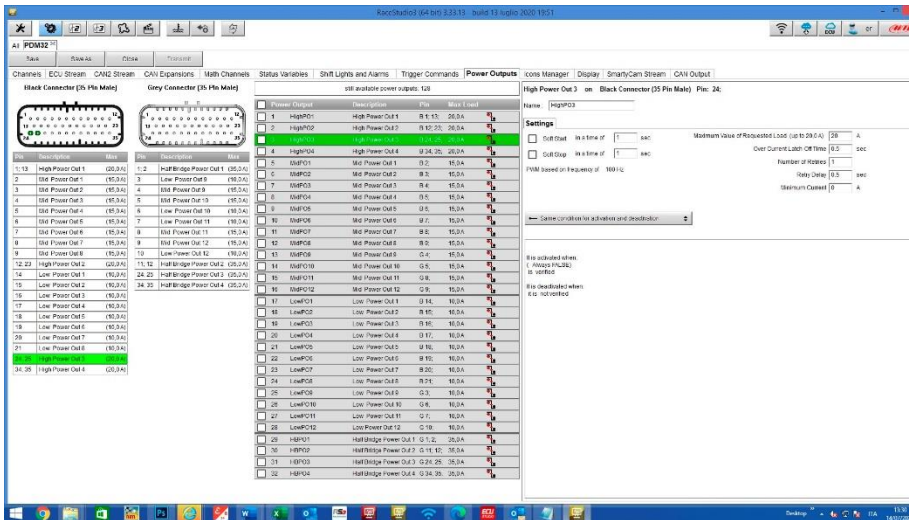 RaceStudio3 (64 bit) 3.33.13 build 13 luglio 2020 19:51
All PDM32
Save Save As Close Transmit
Channels ECU Stream CAN2 Stream CAN Expansions Math Channels Status Variables Shift Lights and Alarms Trigger Commands Power Outputs Icons Manager Display SmartyCam Stream CAN Output
Black Connector (35 Pin Male)
Pin Description Max
1; 13 High Power Out 1 (20,0 A)
2 Mid Power Out 1 (15,0 A)
3 Mid Power Out 2 (15,0 A)
4 Mid Power Out 3 (15,0 A)
5 Mid Power Out 4 (15,0 A)
6 Mid Power Out 5 (15,0 A)
7 Mid Power Out 6 (15,0 A)
8 Mid Power Out 7 (15,0 A)
9 Mid Power Out 8 (15,0 A)
12; 23 High Power Out 2 (20,0 A)
14 Low Power Out 1 (10,0 A)
15 Low Power Out 2 (10,0 A)
16 Low Power Out 3 (10,0 A)
17 Low Power Out 4 (10,0 A)
18 Low Power Out 5 (10,0 A)
19 Low Power Out 6 (10,0 A)
20 Low Power Out 7 (10,0 A)
21 Low Power Out 8 (10,0 A)
24; 25 High Power Out 3 (20,0 A)
34; 35 High Power Out 4 (20,0 A)
Grey Connector (35 Pin Male)
Pin Description Max
1; 2 Half Bridge Power Out 1 (35,0 A)
3 Low Power Out 9 (10,0 A)
4 Mid Power Out 9 (15,0 A)
5 Mid Power Out 10 (15,0 A)
6 Low Power Out 10 (10,0 A)
7 Low Power Out 11 (10,0 A)
8 Mid Power Out 11 (15,0 A)
9 Mid Power Out 12 (15,0 A)
10 Low Power Out 12 (10,0 A)
11; 12 Half Bridge Power Out 2 (35,0 A)
24; 25 Half Bridge Power Out 3 (35,0 A)
34; 35 Half Bridge Power Out 4 (35,0 A)
still available power outputs: 128
Power Output Description Pin Max Load
1 HighPO1 High Power Out 1 B 1; 13; 20,0 A
2 HighPO2 High Power Out 2 B 12; 23; 20,0 A
3 HighPO3 High Power Out 3 B 24; 25; 20,0 A
4 HighPO4 High Power Out 4 B 34; 35; 20,0 A
5 MidPO1 Mid Power Out 1 B 2; 15,0 A
6 MidPO2 Mid Power Out 2 B 3; 15,0 A
7 MidPO3 Mid Power Out 3 B 4; 15,0 A
8 MidPO4 Mid Power Out 4 B 5; 15,0 A
9 MidPO5 Mid Power Out 5 B 6; 15,0 A
10 MidPO6 Mid Power Out 6 B 7; 15,0 A
11 MidPO7 Mid Power Out 7 B 8; 15,0 A
12 MidPO8 Mid Power Out 8 B 9; 15,0 A
13 MidPO9 Mid Power Out 9 G 4; 15,0 A
14 MidPO10 Mid Power Out 10 G 5; 15,0 A
15 MidPO11 Mid Power Out 11 G 8; 15,0 A
16 MidPO12 Mid Power Out 12 G 9; 15,0 A
17 LowPO1 Low Power Out 1 B 14; 10,0 A
18 LowPO2 Low Power Out 2 B 15; 10,0 A
19 LowPO3 Low Power Out 3 B 16; 10,0 A
20 LowPO4 Low Power Out 4 B 17; 10,0 A
21 LowPO5 Low Power Out 5 B 18; 10,0 A
22 LowPO6 Low Power Out 6 B 19; 10,0 A
23 LowPO7 Low Power Out 7 B 20; 10,0 A
24 LowPO8 Low Power Out 8 B 21; 10,0 A
25 LowPO9 Low Power Out 9 G 3; 10,0 A
26 LowPO10 Low Power Out 10 G 6; 10,0 A
27 LowPO11 Low Power Out 11 G 7; 10,0 A
28 LowPO12 Low Power Out 12 G 10; 10,0 A
29 HBPO1 Half Bridge Power Out 1 G 1; 2; 35,0 A
30 HBPO2 Half Bridge Power Out 2 G 11; 12; 35,0 A
31 HBPO3 Half Bridge Power Out 3 G 24; 25; 35,0 A
32 HBPO4 Half Bridge Power Out 4 G 34; 35; 35,0 A
High Power Out 3 on Black Connector (35 Pin Male) Pin: 24;
Name: HighPO3
Settings
Soft Start in a time of 1 sec
Soft Stop in a time of 1 sec
PWM based on frequency of 100 Hz
Maximum Value of Requested Load (up to 20,0 A) 20 A
Over Current Latch Off Time 0.5 sec
Number of Retries 1
Retry Delay 0.5 sec
Minimum Current 0 A
Same condition for activation and deactivation
It is activated when:
( Always FALSE)
is verified
It is deactivated when:
it is not verified
Desktop ITA 15:38